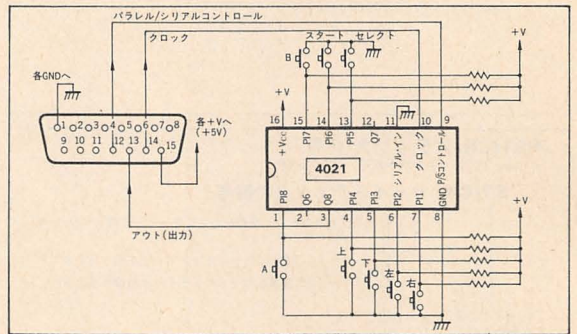 パラレル/シリアルコントロール
クロック
スタート セレクト
B
+V
各GNDへ
1 2 3 4 5 6 7 8
9 10 11 12 13 14 15
各+Vへ
(+5V)
+V
16 15 14 13 12 11 10 9
+Vcc PI7 PI6 PI5 Q7 シリアル・イン クロック P/Sコントロール
4021
PI8 Q6 Q8 PI4 PI3 PI2 PI1 GND
1 2 3 4 5 6 7 8
+V
アウト(出力)
A
上
下
左
右